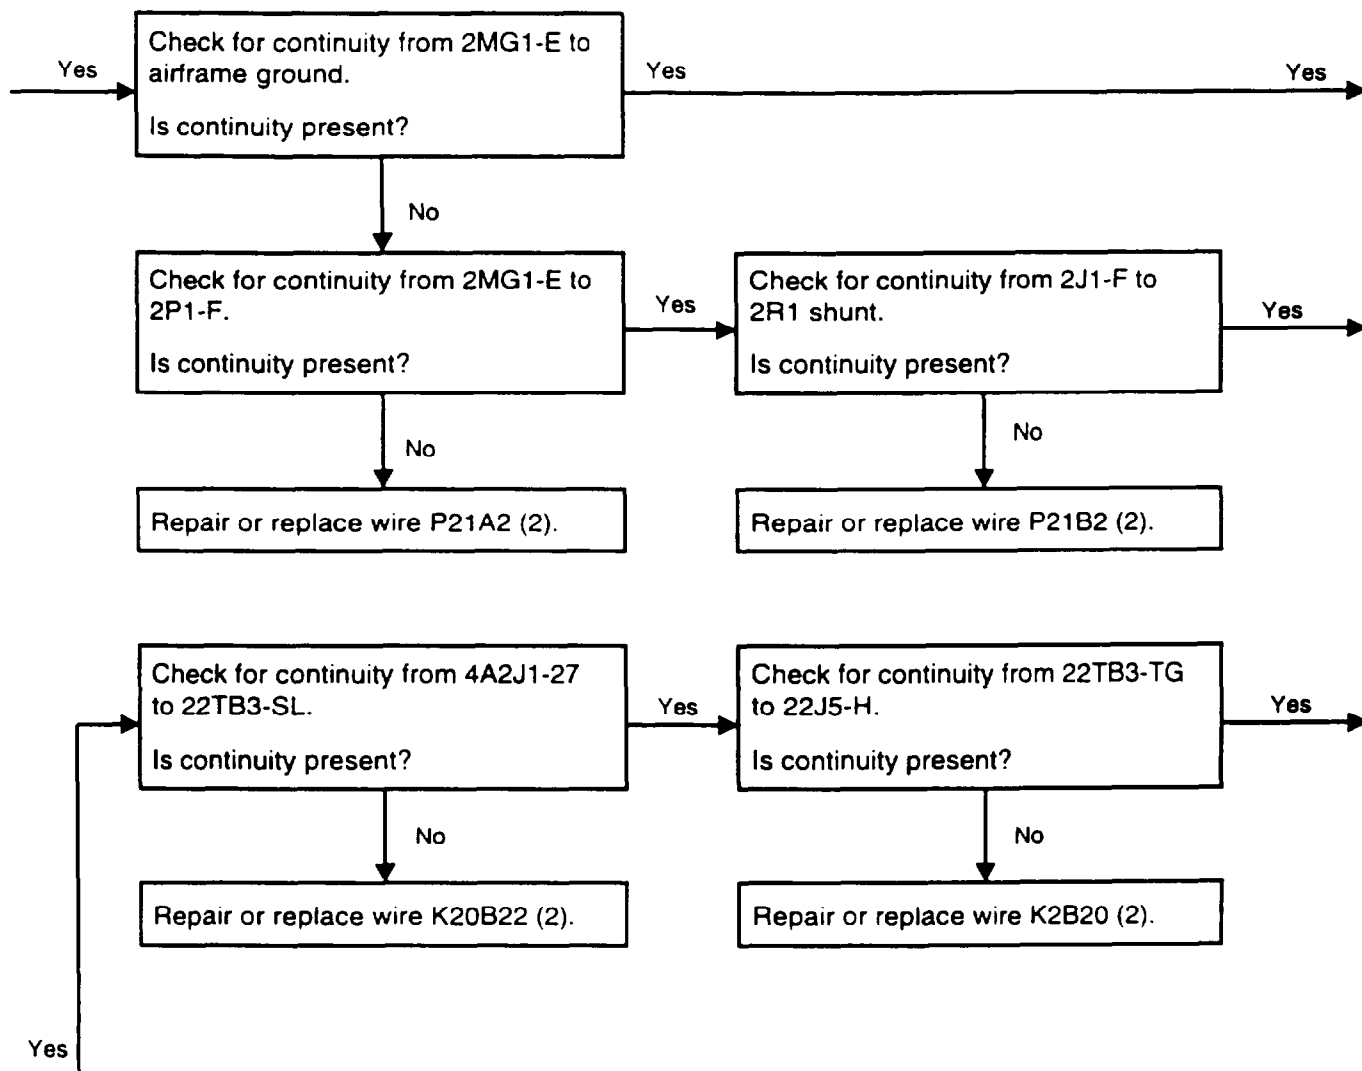 Check for continuity from 2MG1-E to
airframe ground.
Is continuity present?
Yes
Yes
Yes
No
Check for continuity from 2MG1-E to
2P1-F.
Is continuity present?
Yes
Check for continuity from 2J1-F to
2R1 shunt.
Is continuity present?
Yes
No
No
Repair or replace wire P21A2 (2).
Repair or replace wire P21B2 (2).
Check for continuity from 4A2J1-27
to 22TB3-SL.
Is continuity present?
Yes
Check for continuity from 22TB3-TG
to 22J5-H.
Is continuity present?
Yes
No
No
Repair or replace wire K20B22 (2).
Repair or replace wire K2B20 (2).
Yes